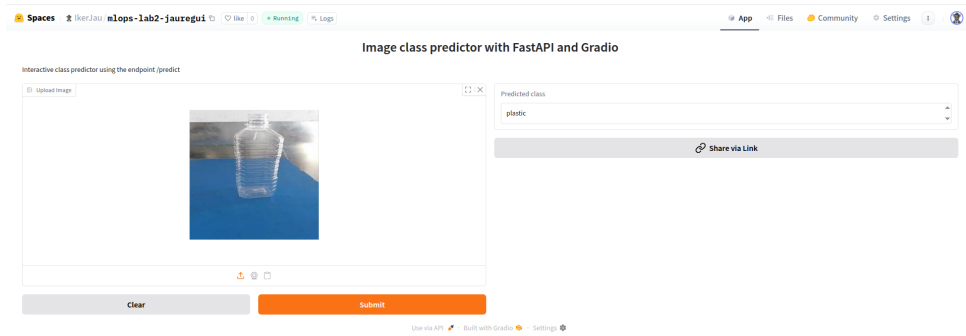 Spaces IkerJau/mlops-lab2-jauregui like 0 Running Logs App Files Community Settings
Image class predictor with FastAPI and Gradio
Interactive class predictor using the endpoint /predict
Upload Image
Predicted class
plastic
Share via Link
Clear Submit
Use via API · Built with Gradio · Settings